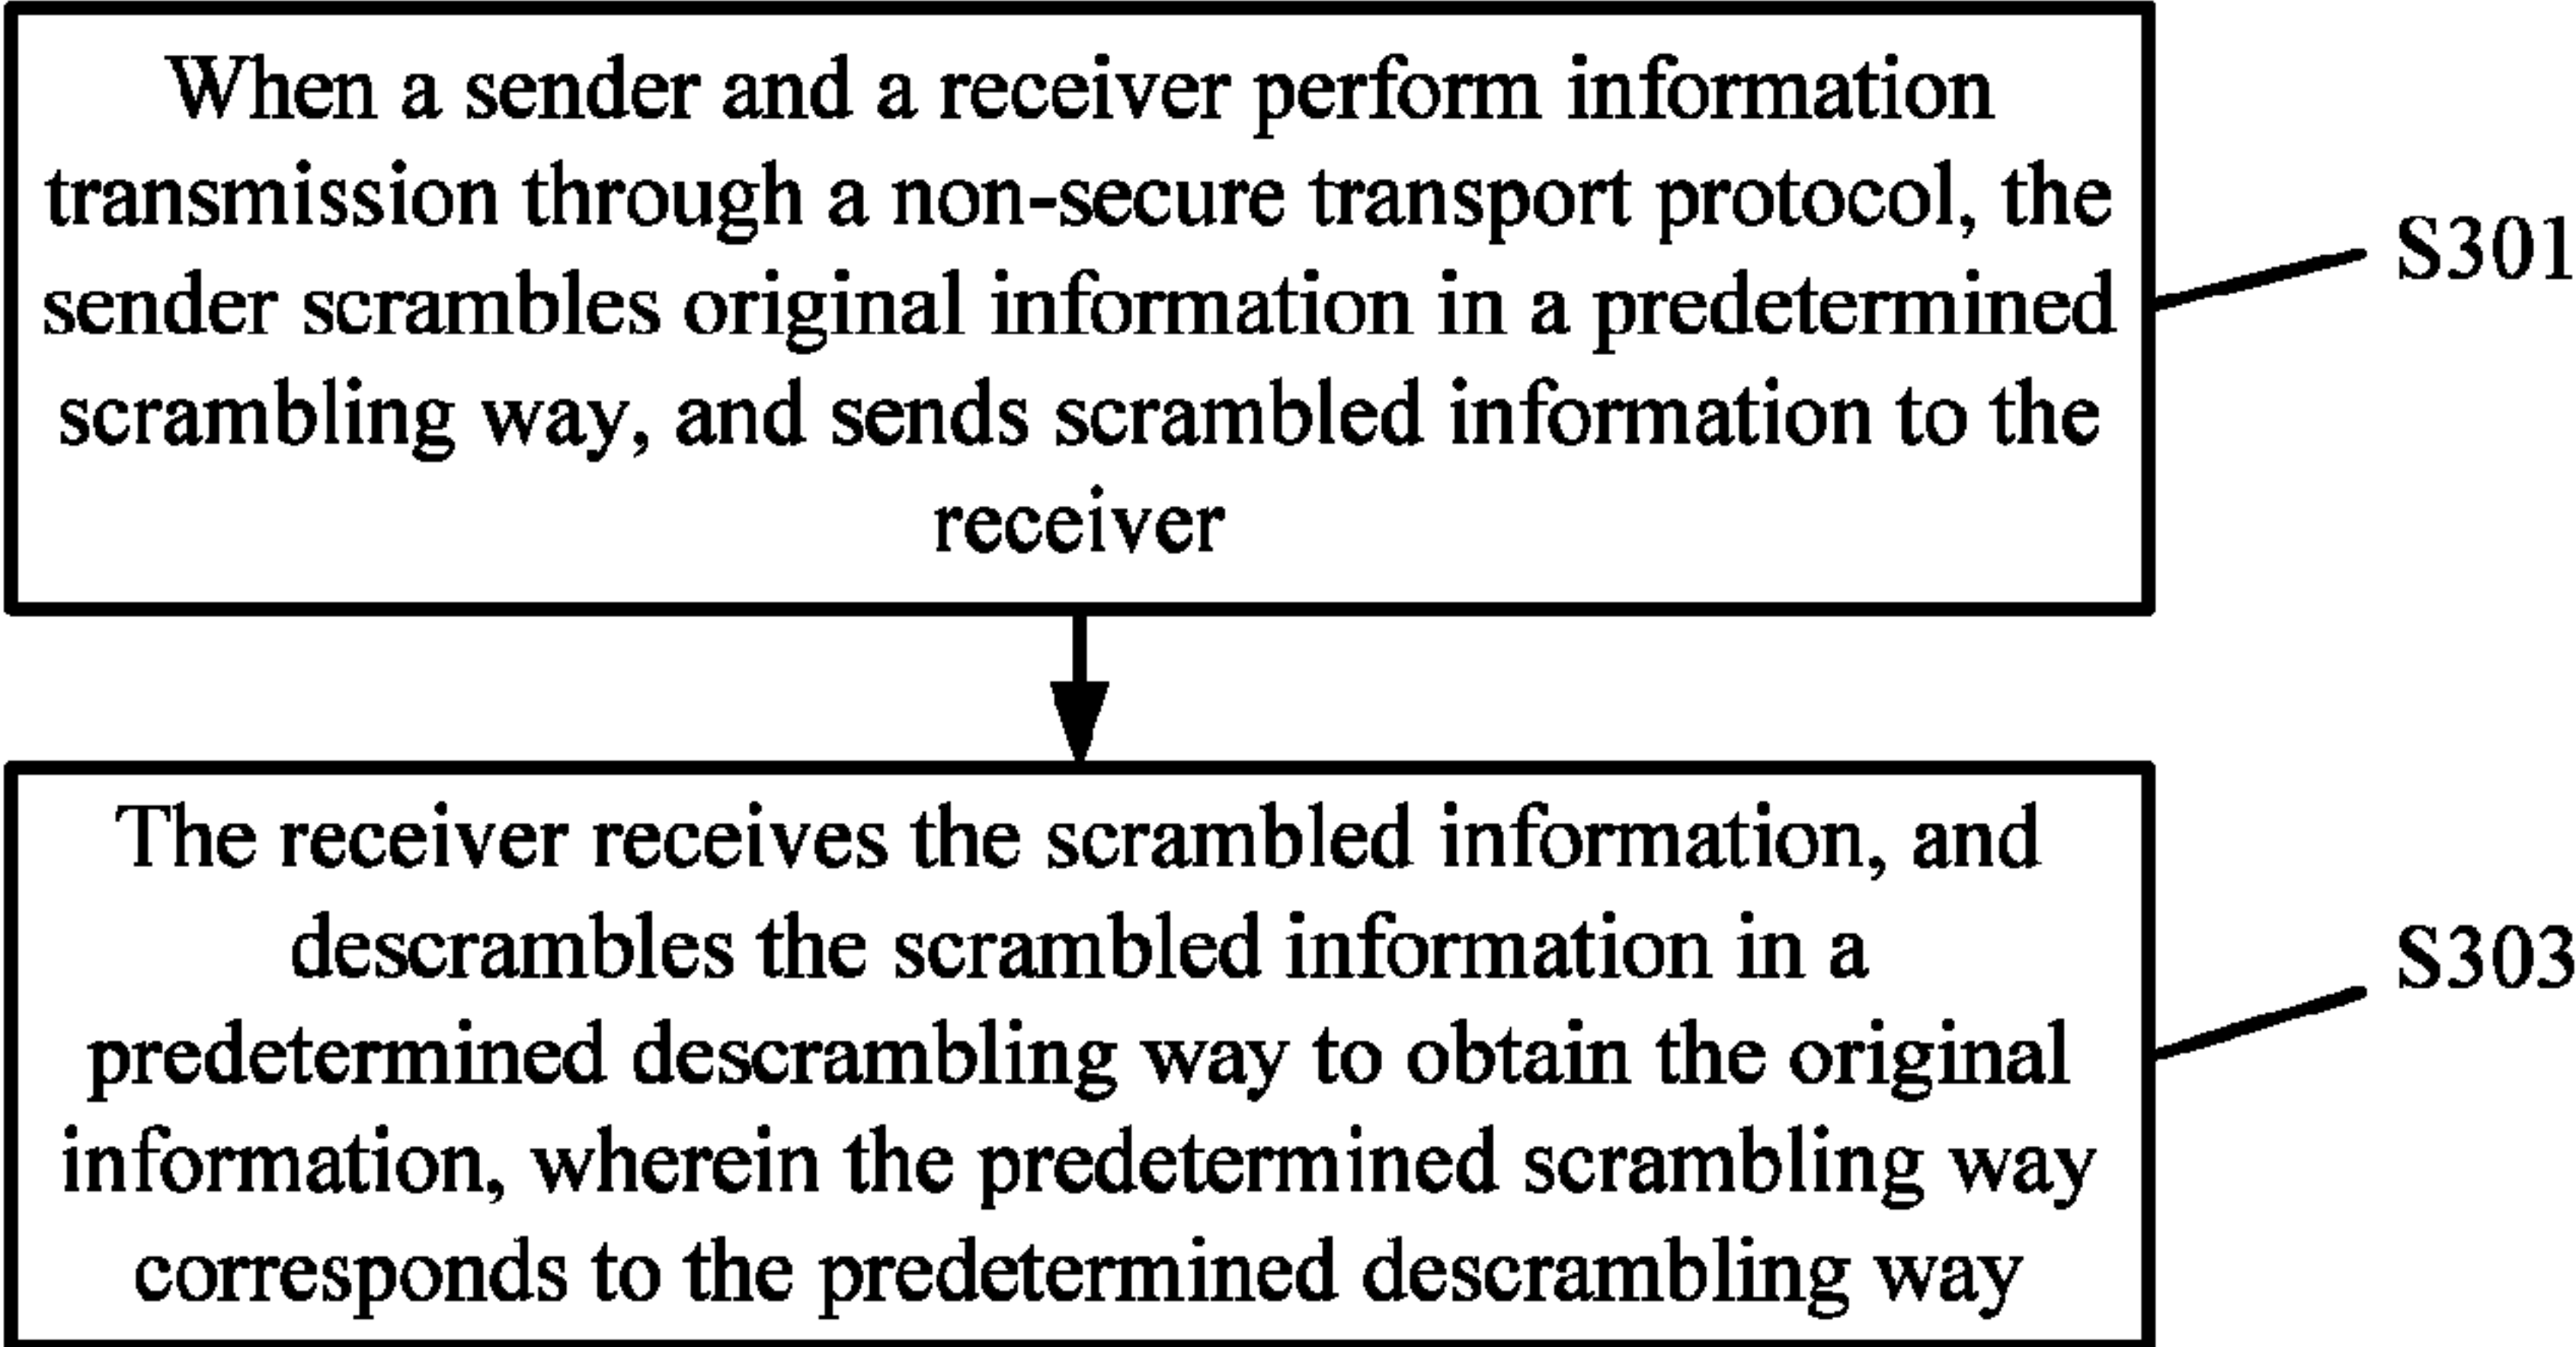 When a sender and a receiver perform information
transmission through a non-secure transport protocol, the
sender scrambles original information in a predetermined
scrambling way, and sends scrambled information to the
receiver
S301
The receiver receives the scrambled information, and
descrambles the scrambled information in a
predetermined descrambling way to obtain the original
information, wherein the predetermined scrambling way
corresponds to the predetermined descrambling way
S303